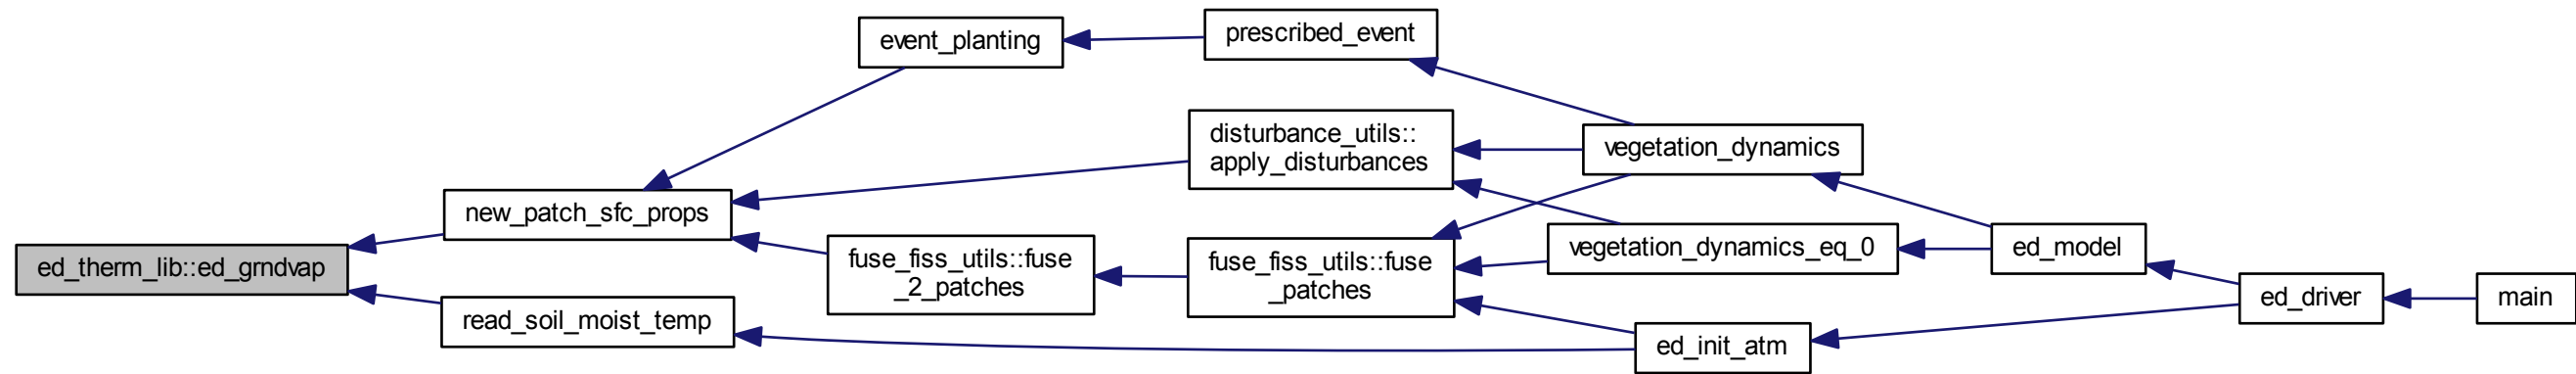 event_planting
prescribed_event
disturbance_utils::
apply_disturbances
vegetation_dynamics
new_patch_sfc_props
ed_therm_lib::ed_grndvap
fuse_fiss_utils::fuse
_2_patches
fuse_fiss_utils::fuse
_patches
vegetation_dynamics_eq_0
ed_model
read_soil_moist_temp
ed_init_atm
ed_driver
main